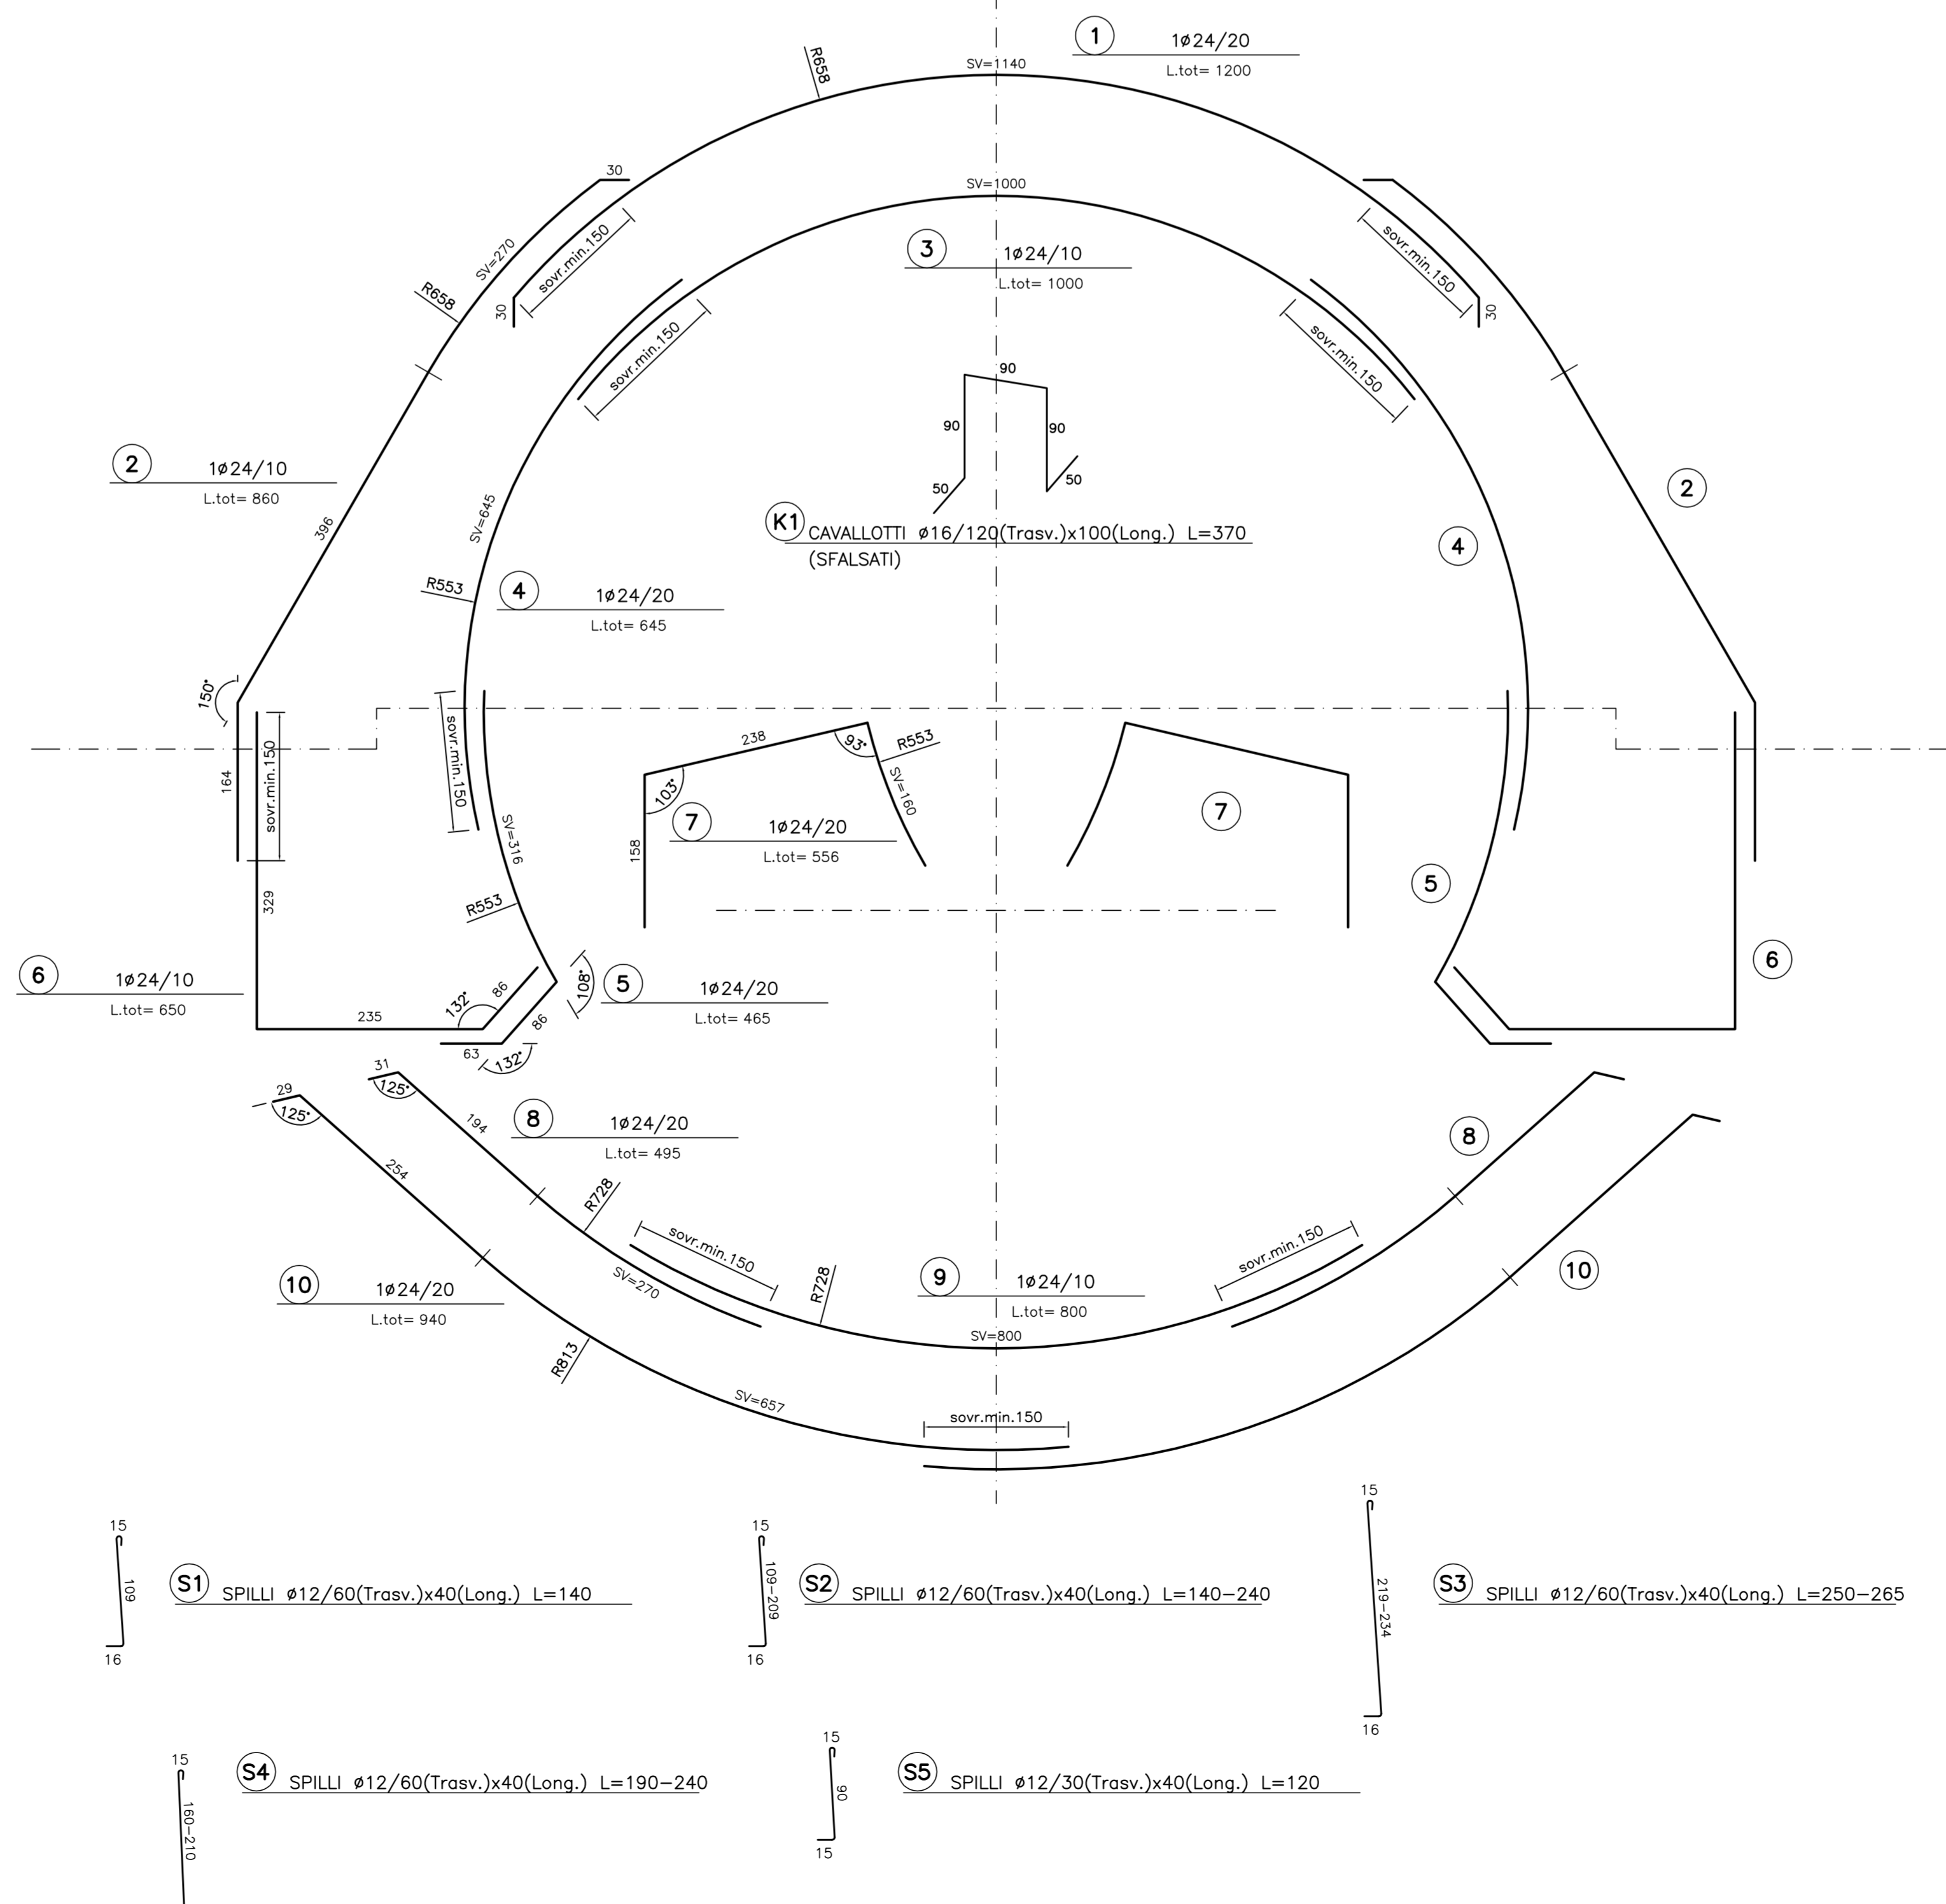 1
1ø24/20
L.tot= 1200
SV=1140
R658
30
SV=1000
3
1ø24/10
L.tot= 1000
sovr.min.150
sovr.min.150
SV=270
R658
30
30
sovr.min.150
sovr.min.150
90
90
90
50
50
K1
CAVALLOTTI ø16/120(Trasv.)x100(Long.) L=370
(SFALSATI)
2
1ø24/10
L.tot= 860
2
396
SV=645
4
R553
4
1ø24/20
L.tot= 645
150°
164
sovr.min.150
sovr.min.150
238
93°
R553
103°
SV=160
158
7
1ø24/20
L.tot= 556
7
SV=316
329
R553
5
6
6
1ø24/10
L.tot= 650
108°
5
1ø24/20
L.tot= 465
235
132°
86
86
63
132°
31
125°
29
125°
194
8
1ø24/20
L.tot= 495
8
254
R728
sovr.min.150
sovr.min.150
SV=270
R728
9
1ø24/10
L.tot= 800
SV=800
10
1ø24/20
L.tot= 940
10
R813
SV=657
sovr.min.150
15
109
16
S1
SPILLI ø12/60(Trasv.)x40(Long.) L=140
15
109-209
16
S2
SPILLI ø12/60(Trasv.)x40(Long.) L=140-240
15
219-234
16
S3
SPILLI ø12/60(Trasv.)x40(Long.) L=250-265
15
160-210
S4
SPILLI ø12/60(Trasv.)x40(Long.) L=190-240
15
90
15
S5
SPILLI ø12/30(Trasv.)x40(Long.) L=120